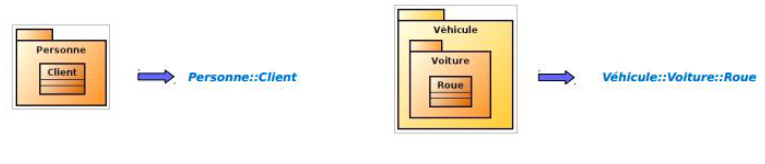 Personne
Client
Personne::Client
Véhicule
Voiture
Roue
Véhicule::Voiture::Roue